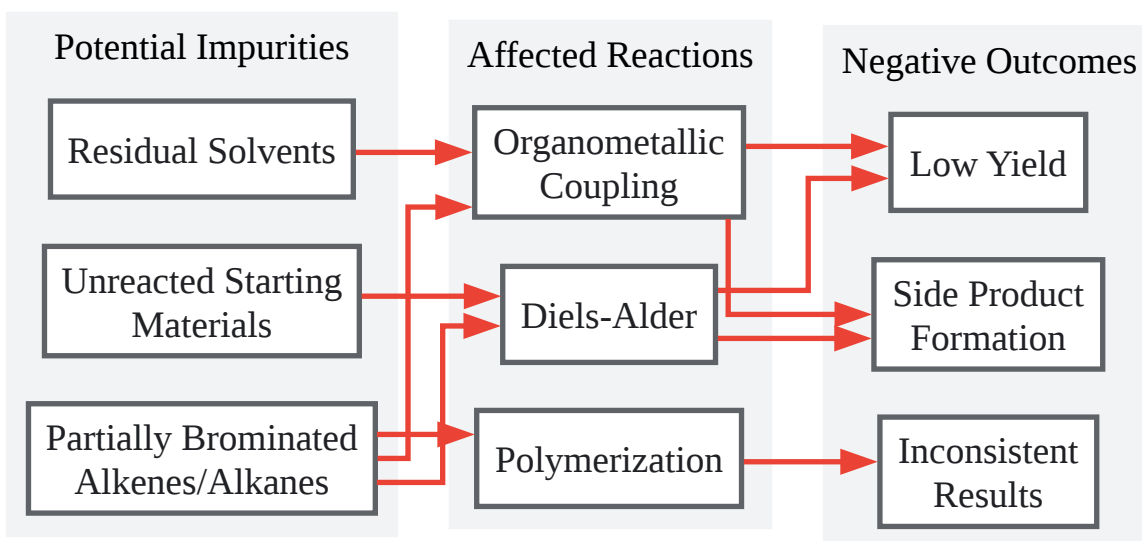 Potential Impurities
Residual Solvents
Unreacted Starting
Materials
Partially Brominated
Alkenes/Alkanes
Affected Reactions
Organometallic
Coupling
Diels-Alder
Polymerization
Negative Outcomes
Low Yield
Side Product
Formation
Inconsistent
Results